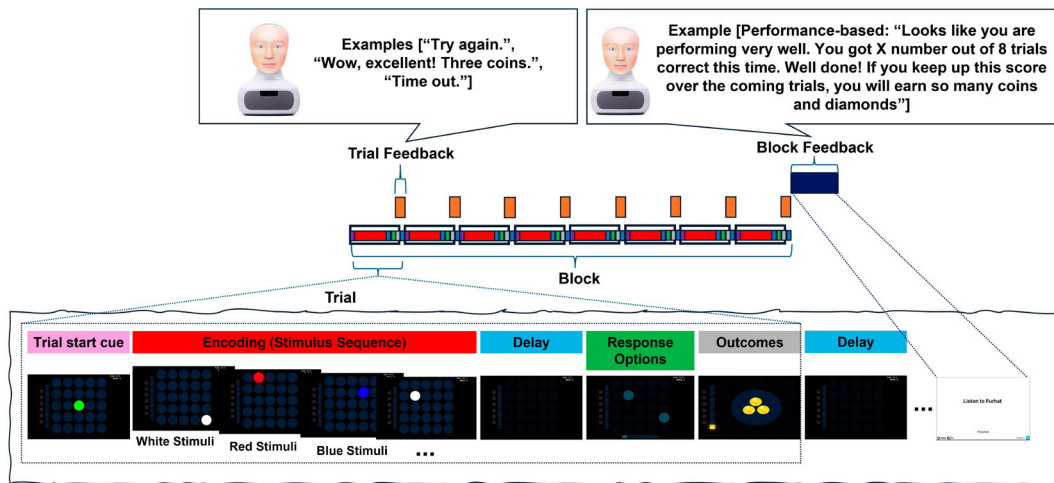 Examples [“Try again.”,
“Wow, excellent! Three coins.”,
“Time out.”]
Example [Performance-based: “Looks like you are
performing very well. You got X number out of 8 trials
correct this time. Well done! If you keep up this score
over the coming trials, you will earn so many coins
and diamonds”]
Trial Feedback
Block Feedback
Block
Trial
Trial start cue
Encoding (Stimulus Sequence)
Delay
Response
Options
Outcomes
Delay
White Stimuli
Red Stimuli
Blue Stimuli
...
...
Listen to Furhat